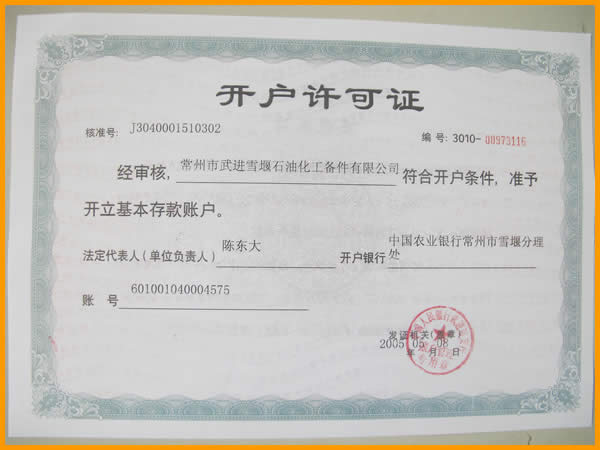 开户许可证
核准号: J3040001510302
编号: 3010-00973116
经审核, 常州市武进雪堰石油化工备件有限公司 符合开户条件, 准予
开立基本存款账户。
法定代表人(单位负责人) 陈东大 开户银行 中国农业银行常州市雪堰分理
处
账 号 601001040004575
发证机关(盖章)
2005 05 08
年 月 日